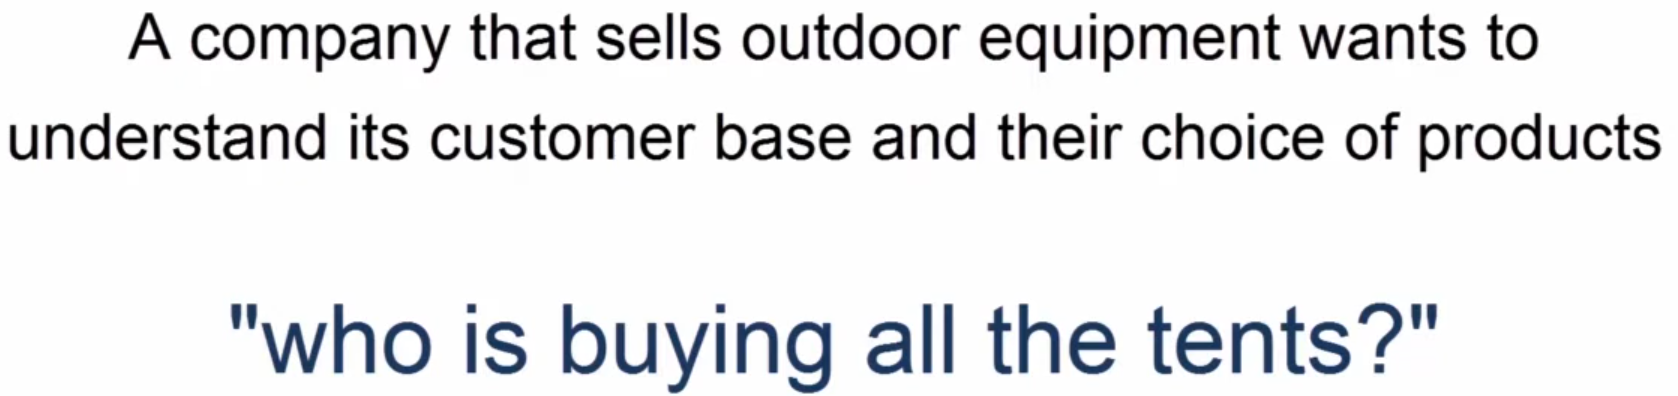 A company that sells outdoor equipment wants to
understand its customer base and their choice of products
"who is buying all the tents?"